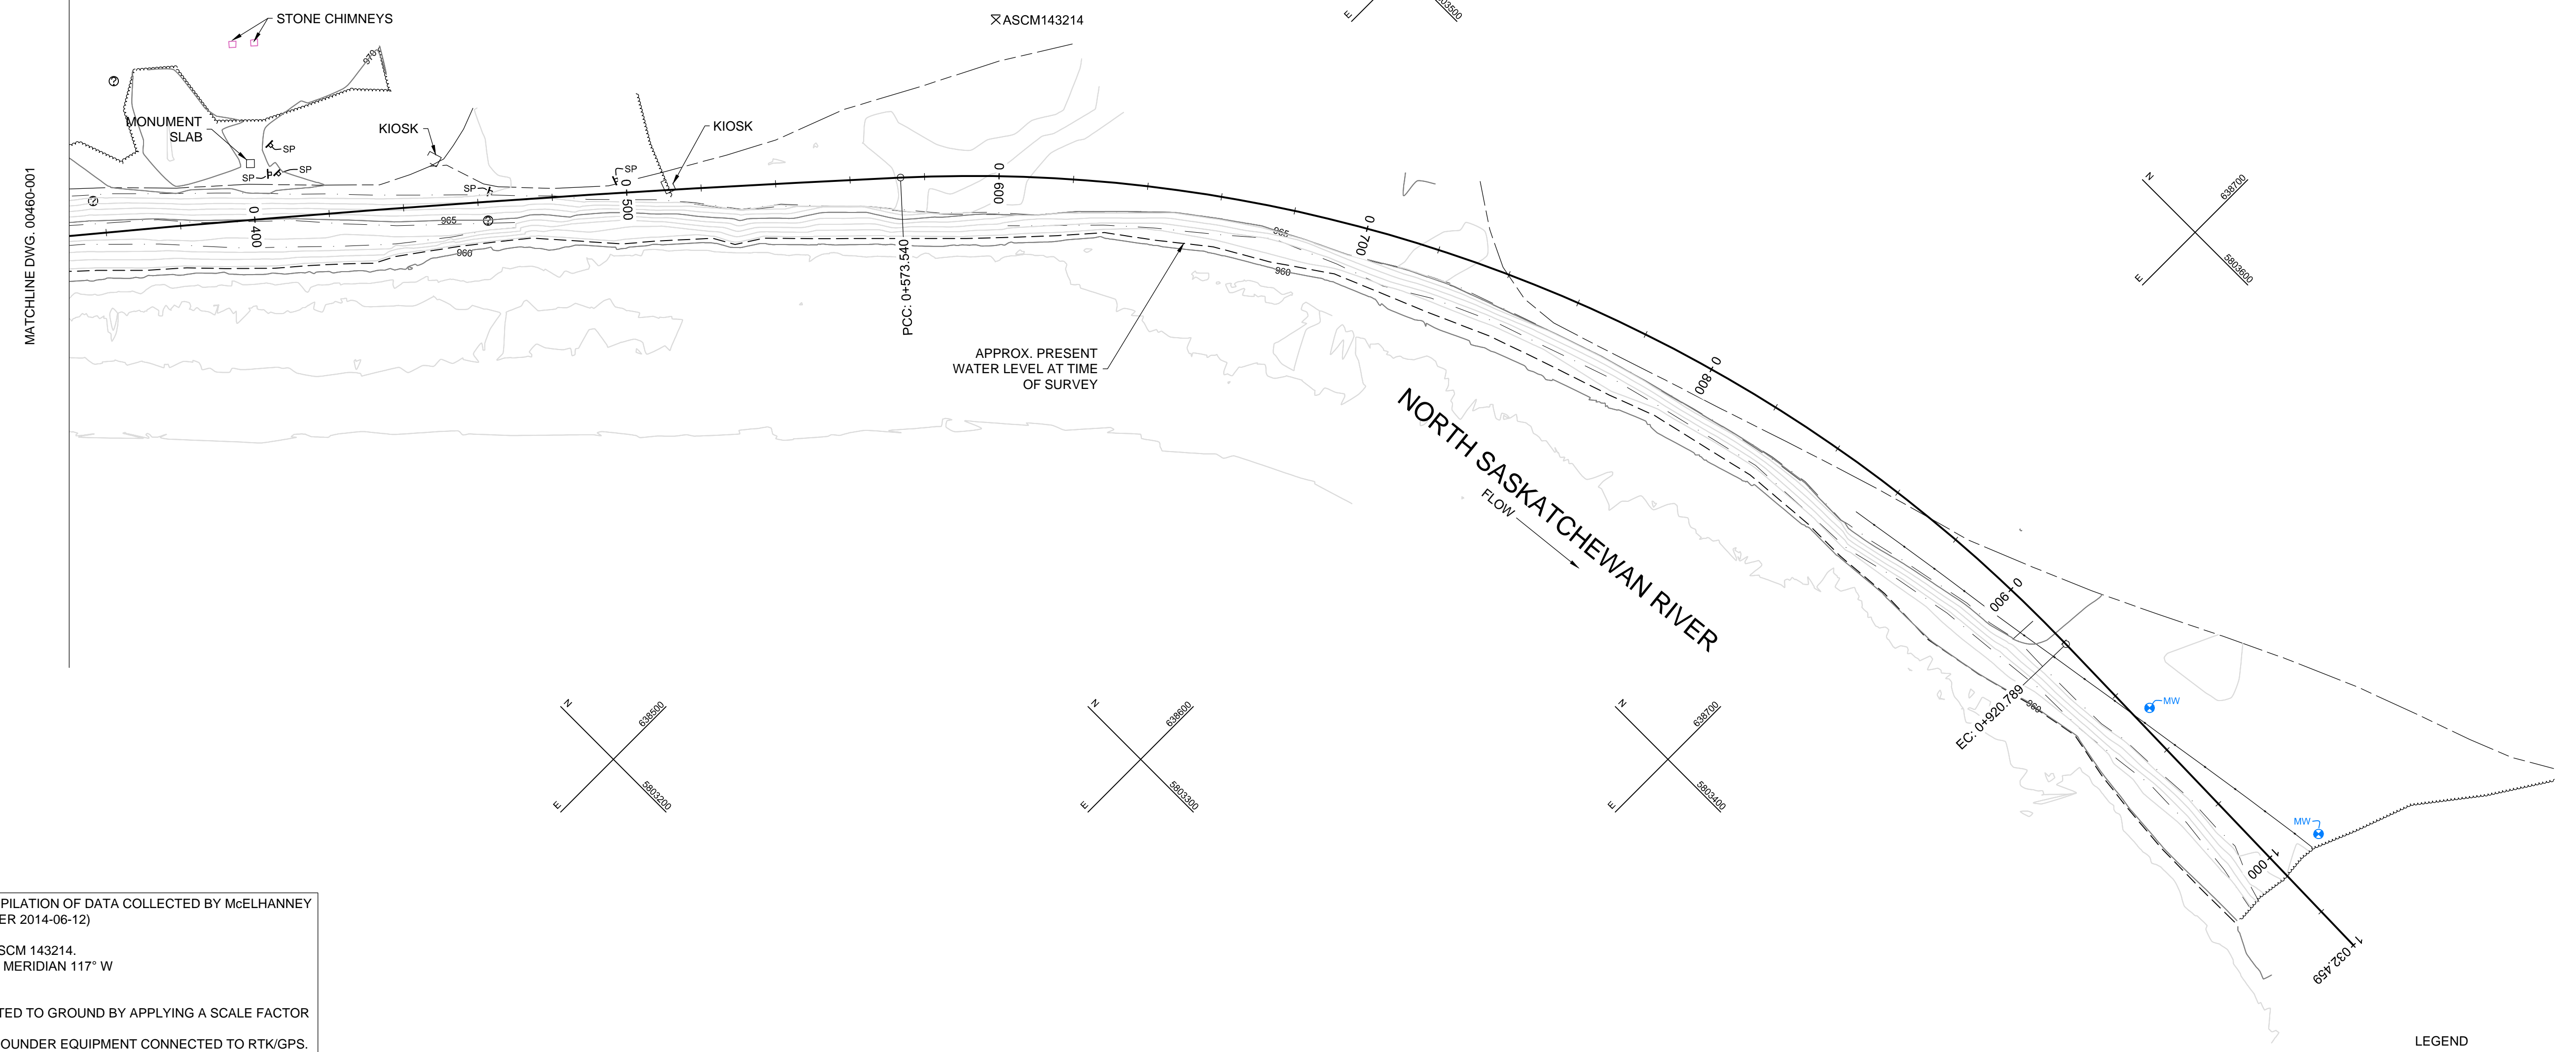 STONE CHIMNEYS
ASCM143214
E
970
MONUMENT
SLAB
KIOSK
KIOSK
SP
SP
SP
SP
SP
MATCHLINE DWG. 00460-001
0+400
0+500
0+600
0+700
0+800
0+900
1+000
1+032.459
965
960
965
960
960
PCC: 0+573.540
EC: 0+920.789
APPROX. PRESENT
WATER LEVEL AT TIME
OF SURVEY
NORTH SASKATCHEWAN RIVER
FLOW
N
638700
E
5803600
N
638500
E
5803200
N
638600
E
5803300
N
638700
E
5803400
MW
MW
PILATION OF DATA COLLECTED BY McELHANNEY
ER 2014-06-12)
SCM 143214.
MERIDIAN 117° W
TED TO GROUND BY APPLYING A SCALE FACTOR
OUNDER EQUIPMENT CONNECTED TO RTK/GPS.
LEGEND